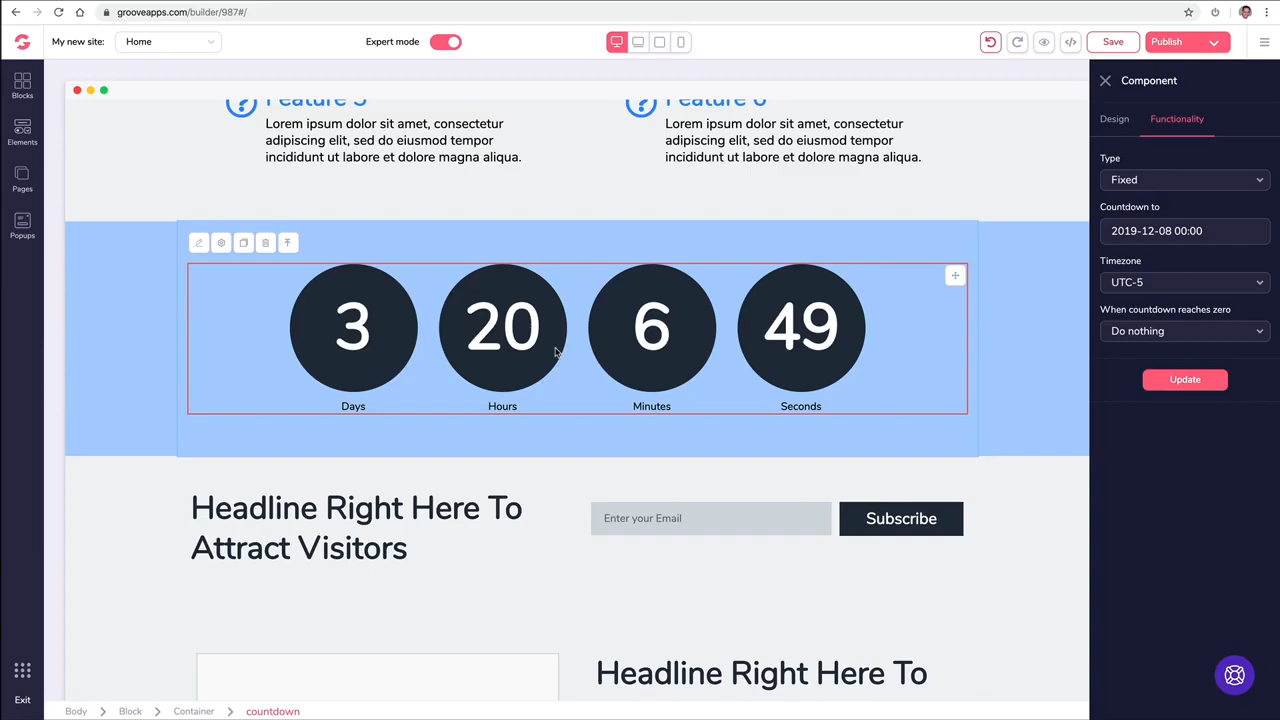 grooveapps.com/builder/987#/
My new site:
Home
Expert mode
Save
Publish
Blocks
Elements
Pages
Popups
Exit
Feature 5
Lorem ipsum dolor sit amet, consectetur
adipiscing elit, sed do eiusmod tempor
incididunt ut labore et dolore magna aliqua.
Feature 6
Lorem ipsum dolor sit amet, consectetur
adipiscing elit, sed do eiusmod tempor
incididunt ut labore et dolore magna aliqua.
3
20
6
49
Days
Hours
Minutes
Seconds
Headline Right Here To
Attract Visitors
Enter your Email
Subscribe
Headline Right Here To
Body
Block
Container
countdown
Component
Design
Functionality
Type
Fixed
Countdown to
2019-12-08 00:00
Timezone
UTC-5
When countdown reaches zero
Do nothing
Update